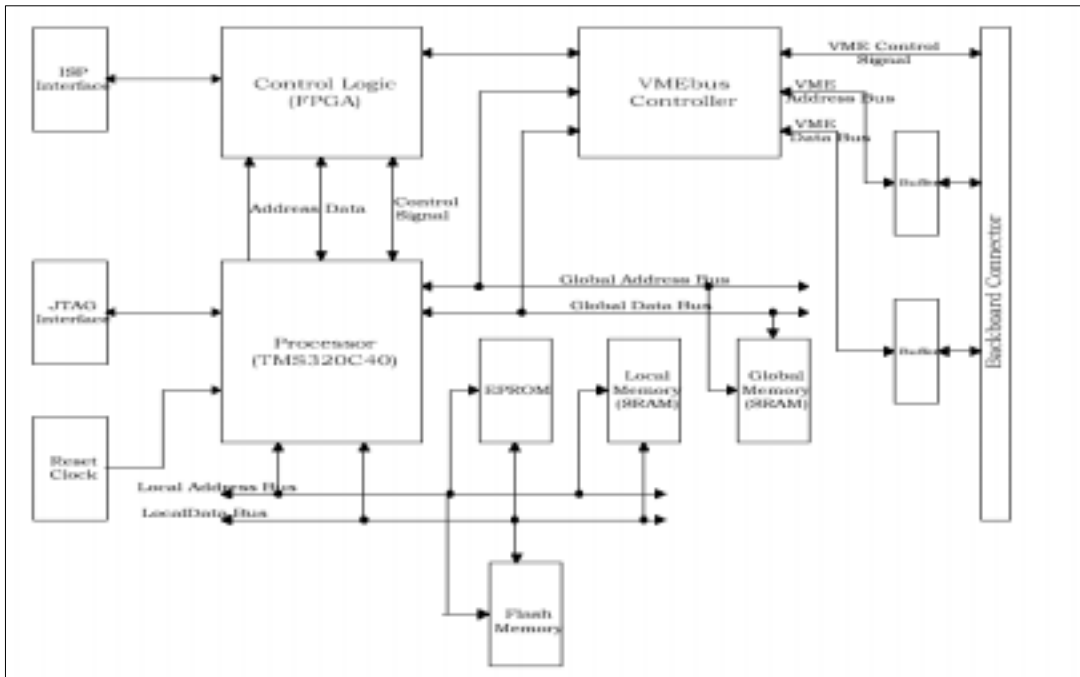 ISP
Interface
Control Logic
(FPGA)
VMEbus
Controller
VME Control
Signal
VME
Address Bus
VME
Data Bus
Buffer
Address Data
Control
Signal
JTAG
Interface
Processor
(TMS320C40)
Global Address Bus
Global Data Bus
Buffer
Backboard Connector
EPROM
Local
Memory
(SRAM)
Global
Memory
(SRAM)
Reset
Clock
Local Address Bus
LocalData Bus
Flash
Memory